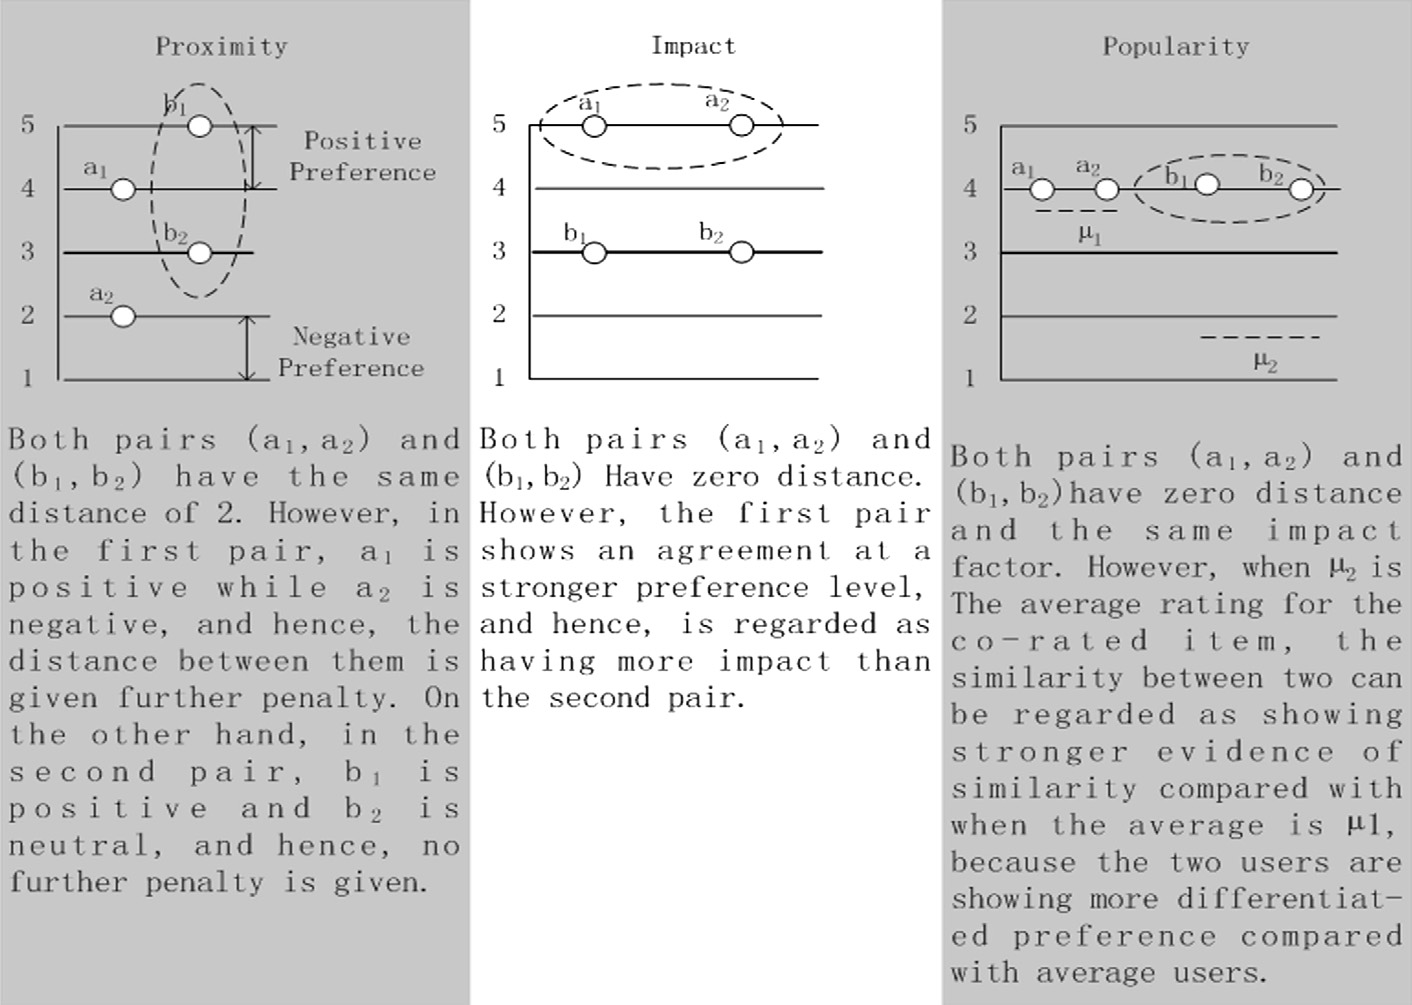 Proximity
b₁
5
Positive
Preference
a₁
4
b₂
3
a₂
2
Negative
Preference
1
Both pairs (a₁,a₂) and
(b₁,b₂) have the same
distance of 2. However, in
the first pair, a₁ is
positive while a₂ is
negative, and hence, the
distance between them is
given further penalty. On
the other hand, in the
second pair, b₁ is
positive and b₂ is
neutral, and hence, no
further penalty is given.
Impact
a₁ a₂
5
4
b₁ b₂
3
2
1
Both pairs (a₁,a₂) and
(b₁,b₂) Have zero distance.
However, the first pair
shows an agreement at a
stronger preference level,
and hence, is regarded as
having more impact than
the second pair.
Popularity
5
a₁ a₂ b₁ b₂
4
μ₁
3
2
μ₂
1
Both pairs (a₁,a₂) and
(b₁,b₂)have zero distance
and the same impact
factor. However, when μ₂ is
The average rating for the
co-rated item, the
similarity between two can
be regarded as showing
stronger evidence of
similarity compared with
when the average is μ1,
because the two users are
showing more differentiat-
ed preference compared
with average users.